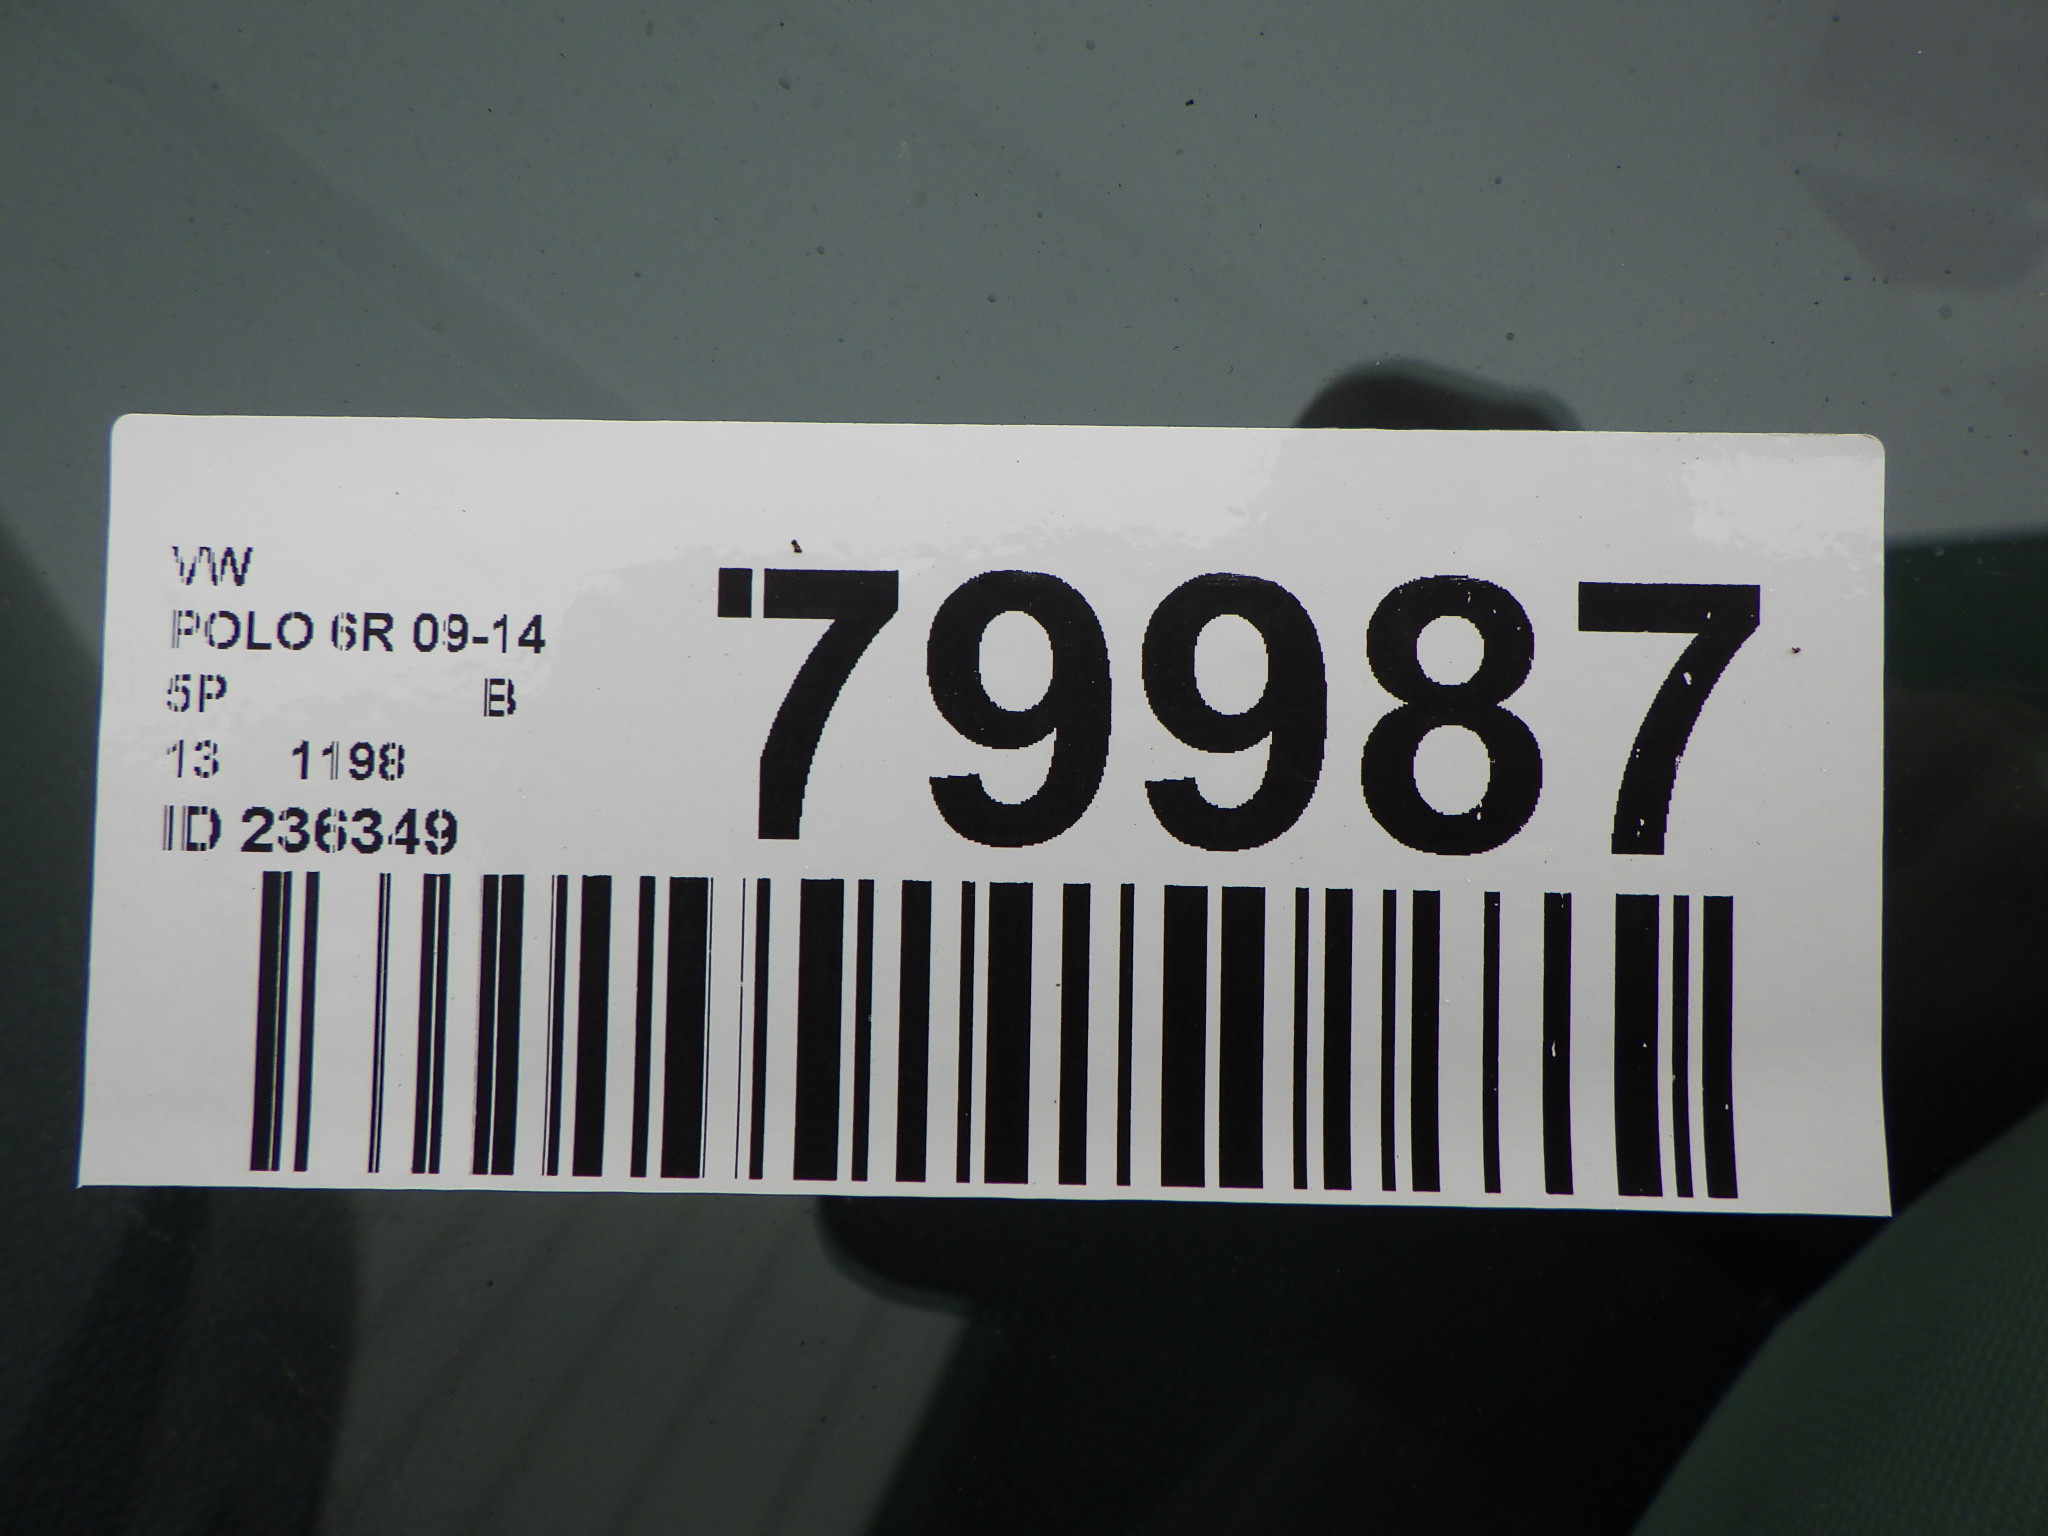 VW
POLO 6R 09-14
5P B
13 1198
ID 236349
79987